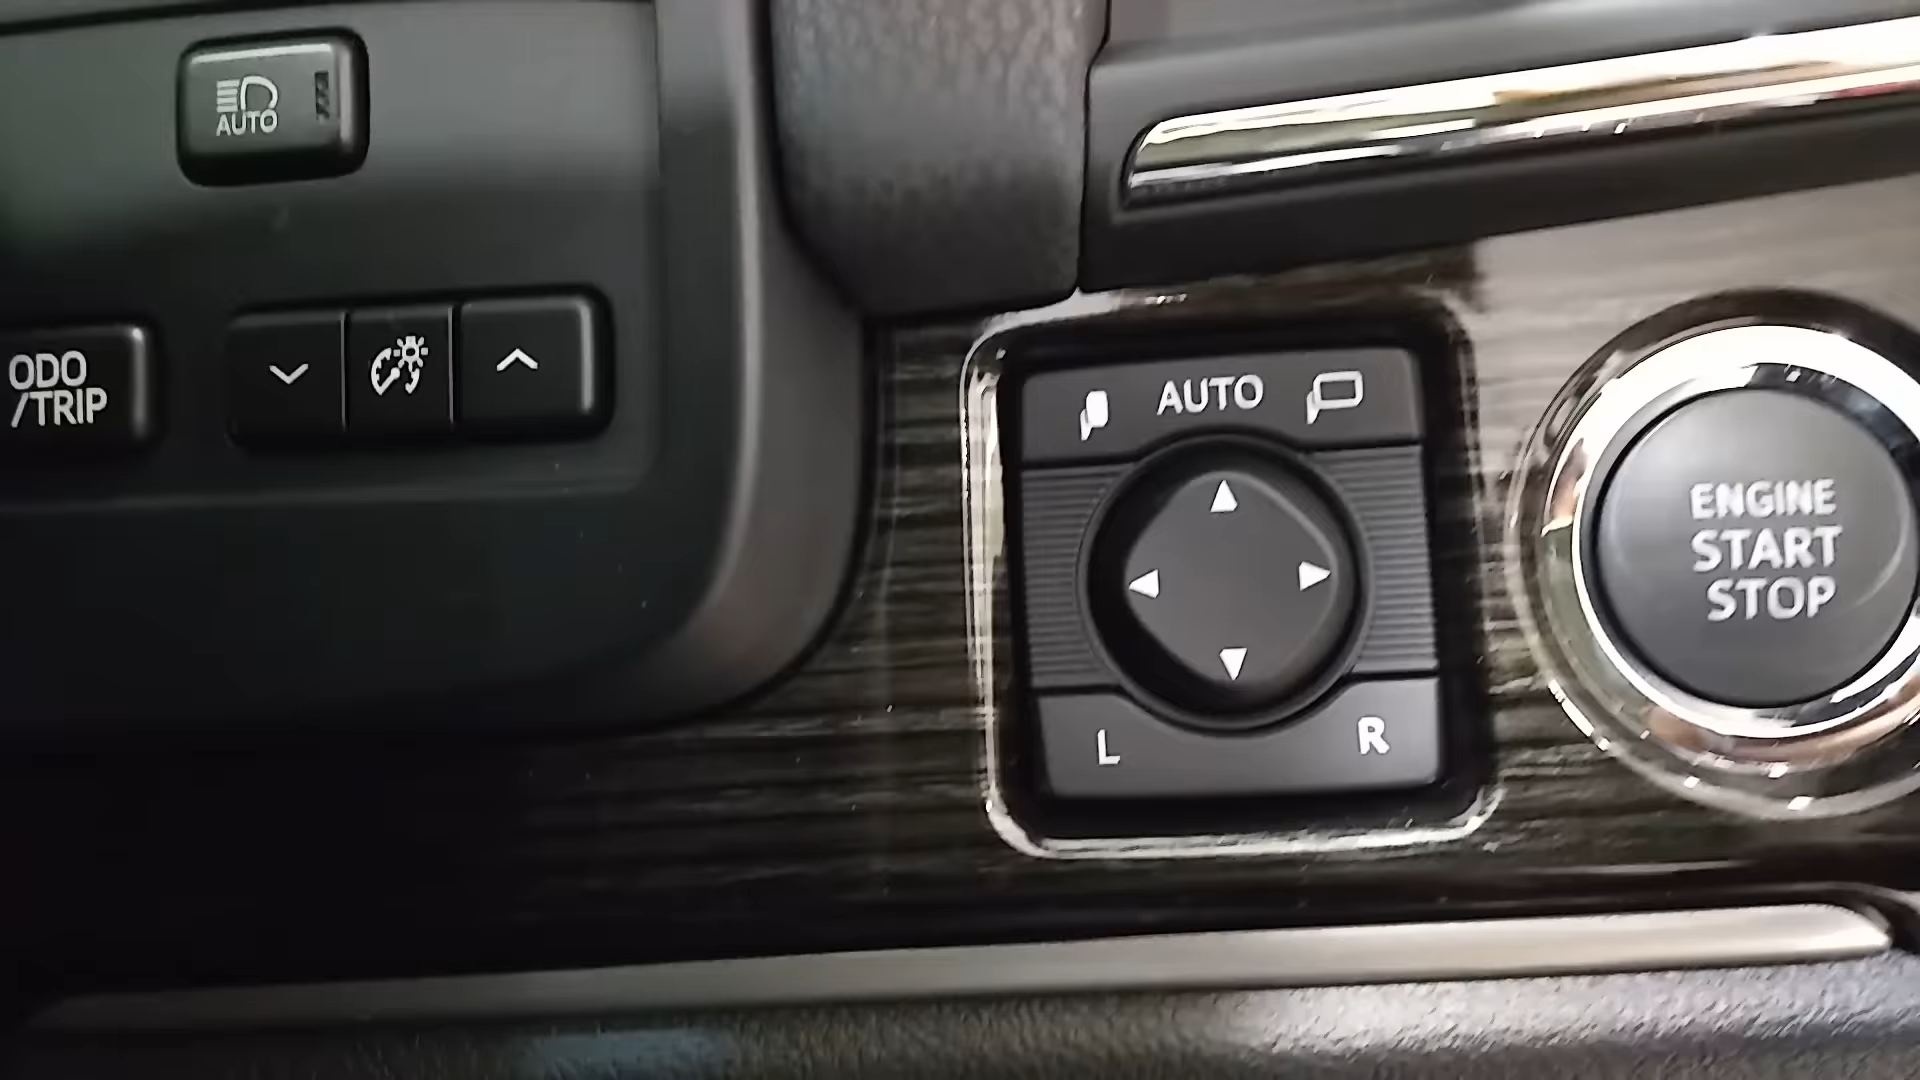 AUTO
ODO
/TRIP
AUTO
L
R
ENGINE
START
STOP